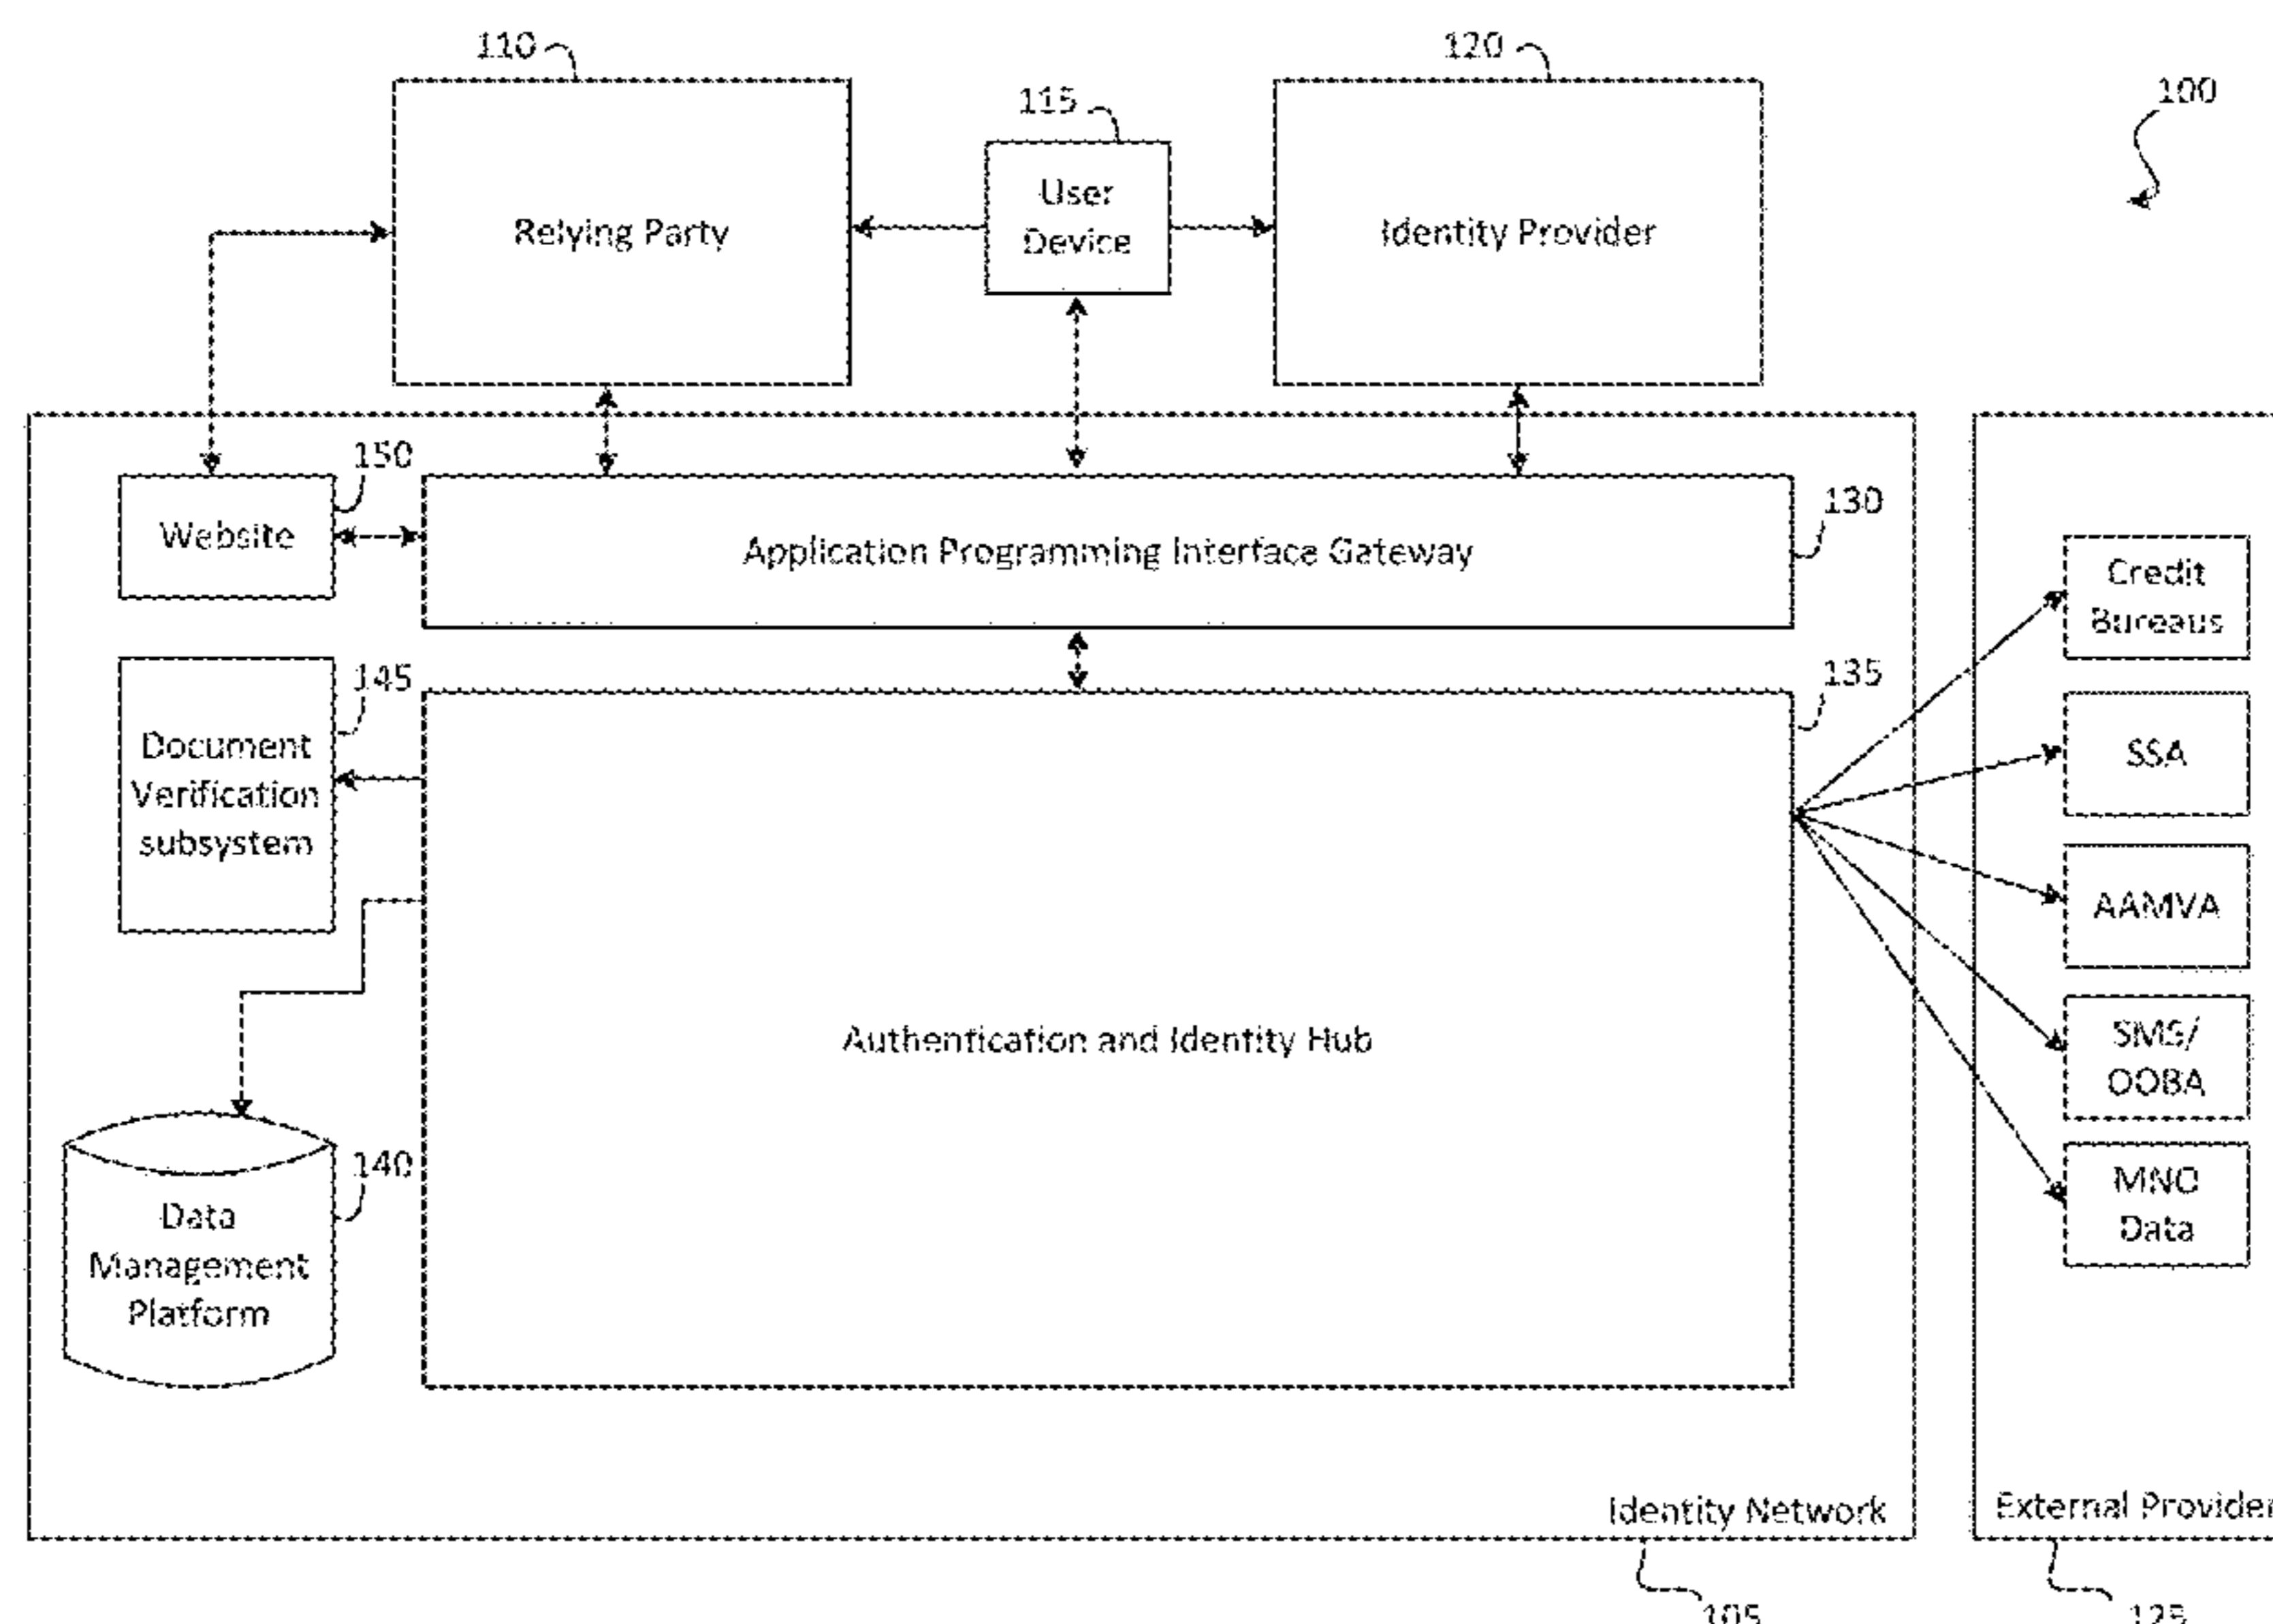 110
120
115
100
User
Device
Relying Party
Identity Provider
150
Website
130
Application Programming Interface Gateway
Credit
Bureaus
145
135
Document
Verification
subsystem
SSA
AAMVA
Authentication and Identity Hub
SMS/
OOBA
140
Data
Management
Platform
MNO
Data
Identity Network
External Provider
105
125